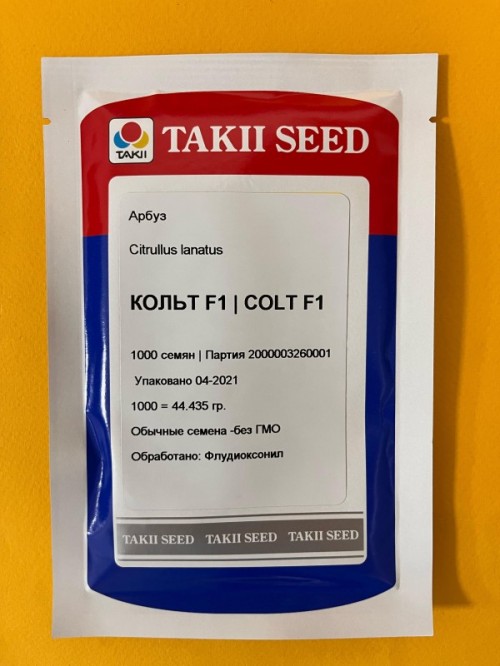 TAKII
TAKII SEED
Арбуз
Citrullus lanatus
КОЛЬТ F1 | COLT F1
1000 семян | Партия 2000003260001
Упаковано 04-2021
1000 = 44.435 гр.
Обычные семена -без ГМО
Обработано: Флудиоксонил
TAKII SEED TAKII SEED TAKII SEED